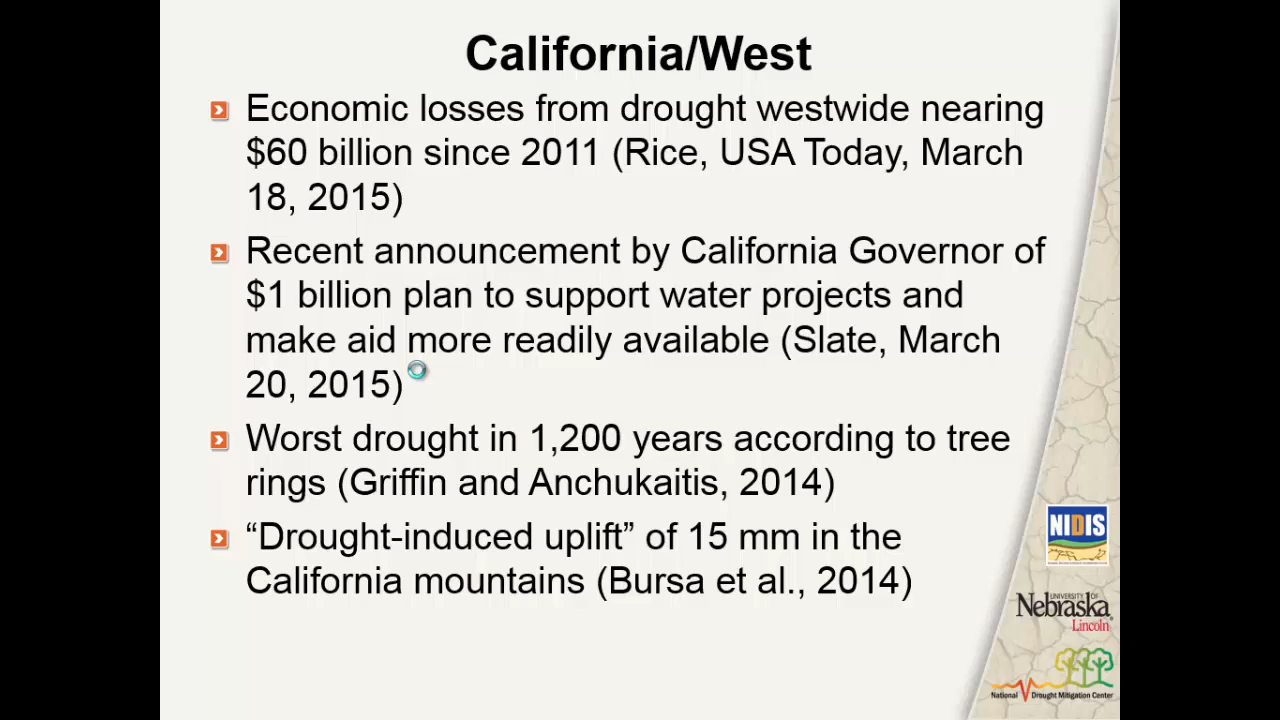 California/West
Economic losses from drought westwide nearing
$60 billion since 2011 (Rice, USA Today, March
18, 2015)
Recent announcement by California Governor of
$1 billion plan to support water projects and
make aid more readily available (Slate, March
20, 2015)
Worst drought in 1,200 years according to tree
rings (Griffin and Anchukaitis, 2014)
“Drought-induced uplift” of 15 mm in the
California mountains (Bursa et al., 2014)
NIDIS
UNIVERSITY OF
Nebraska
Lincoln
National Drought Mitigation Center